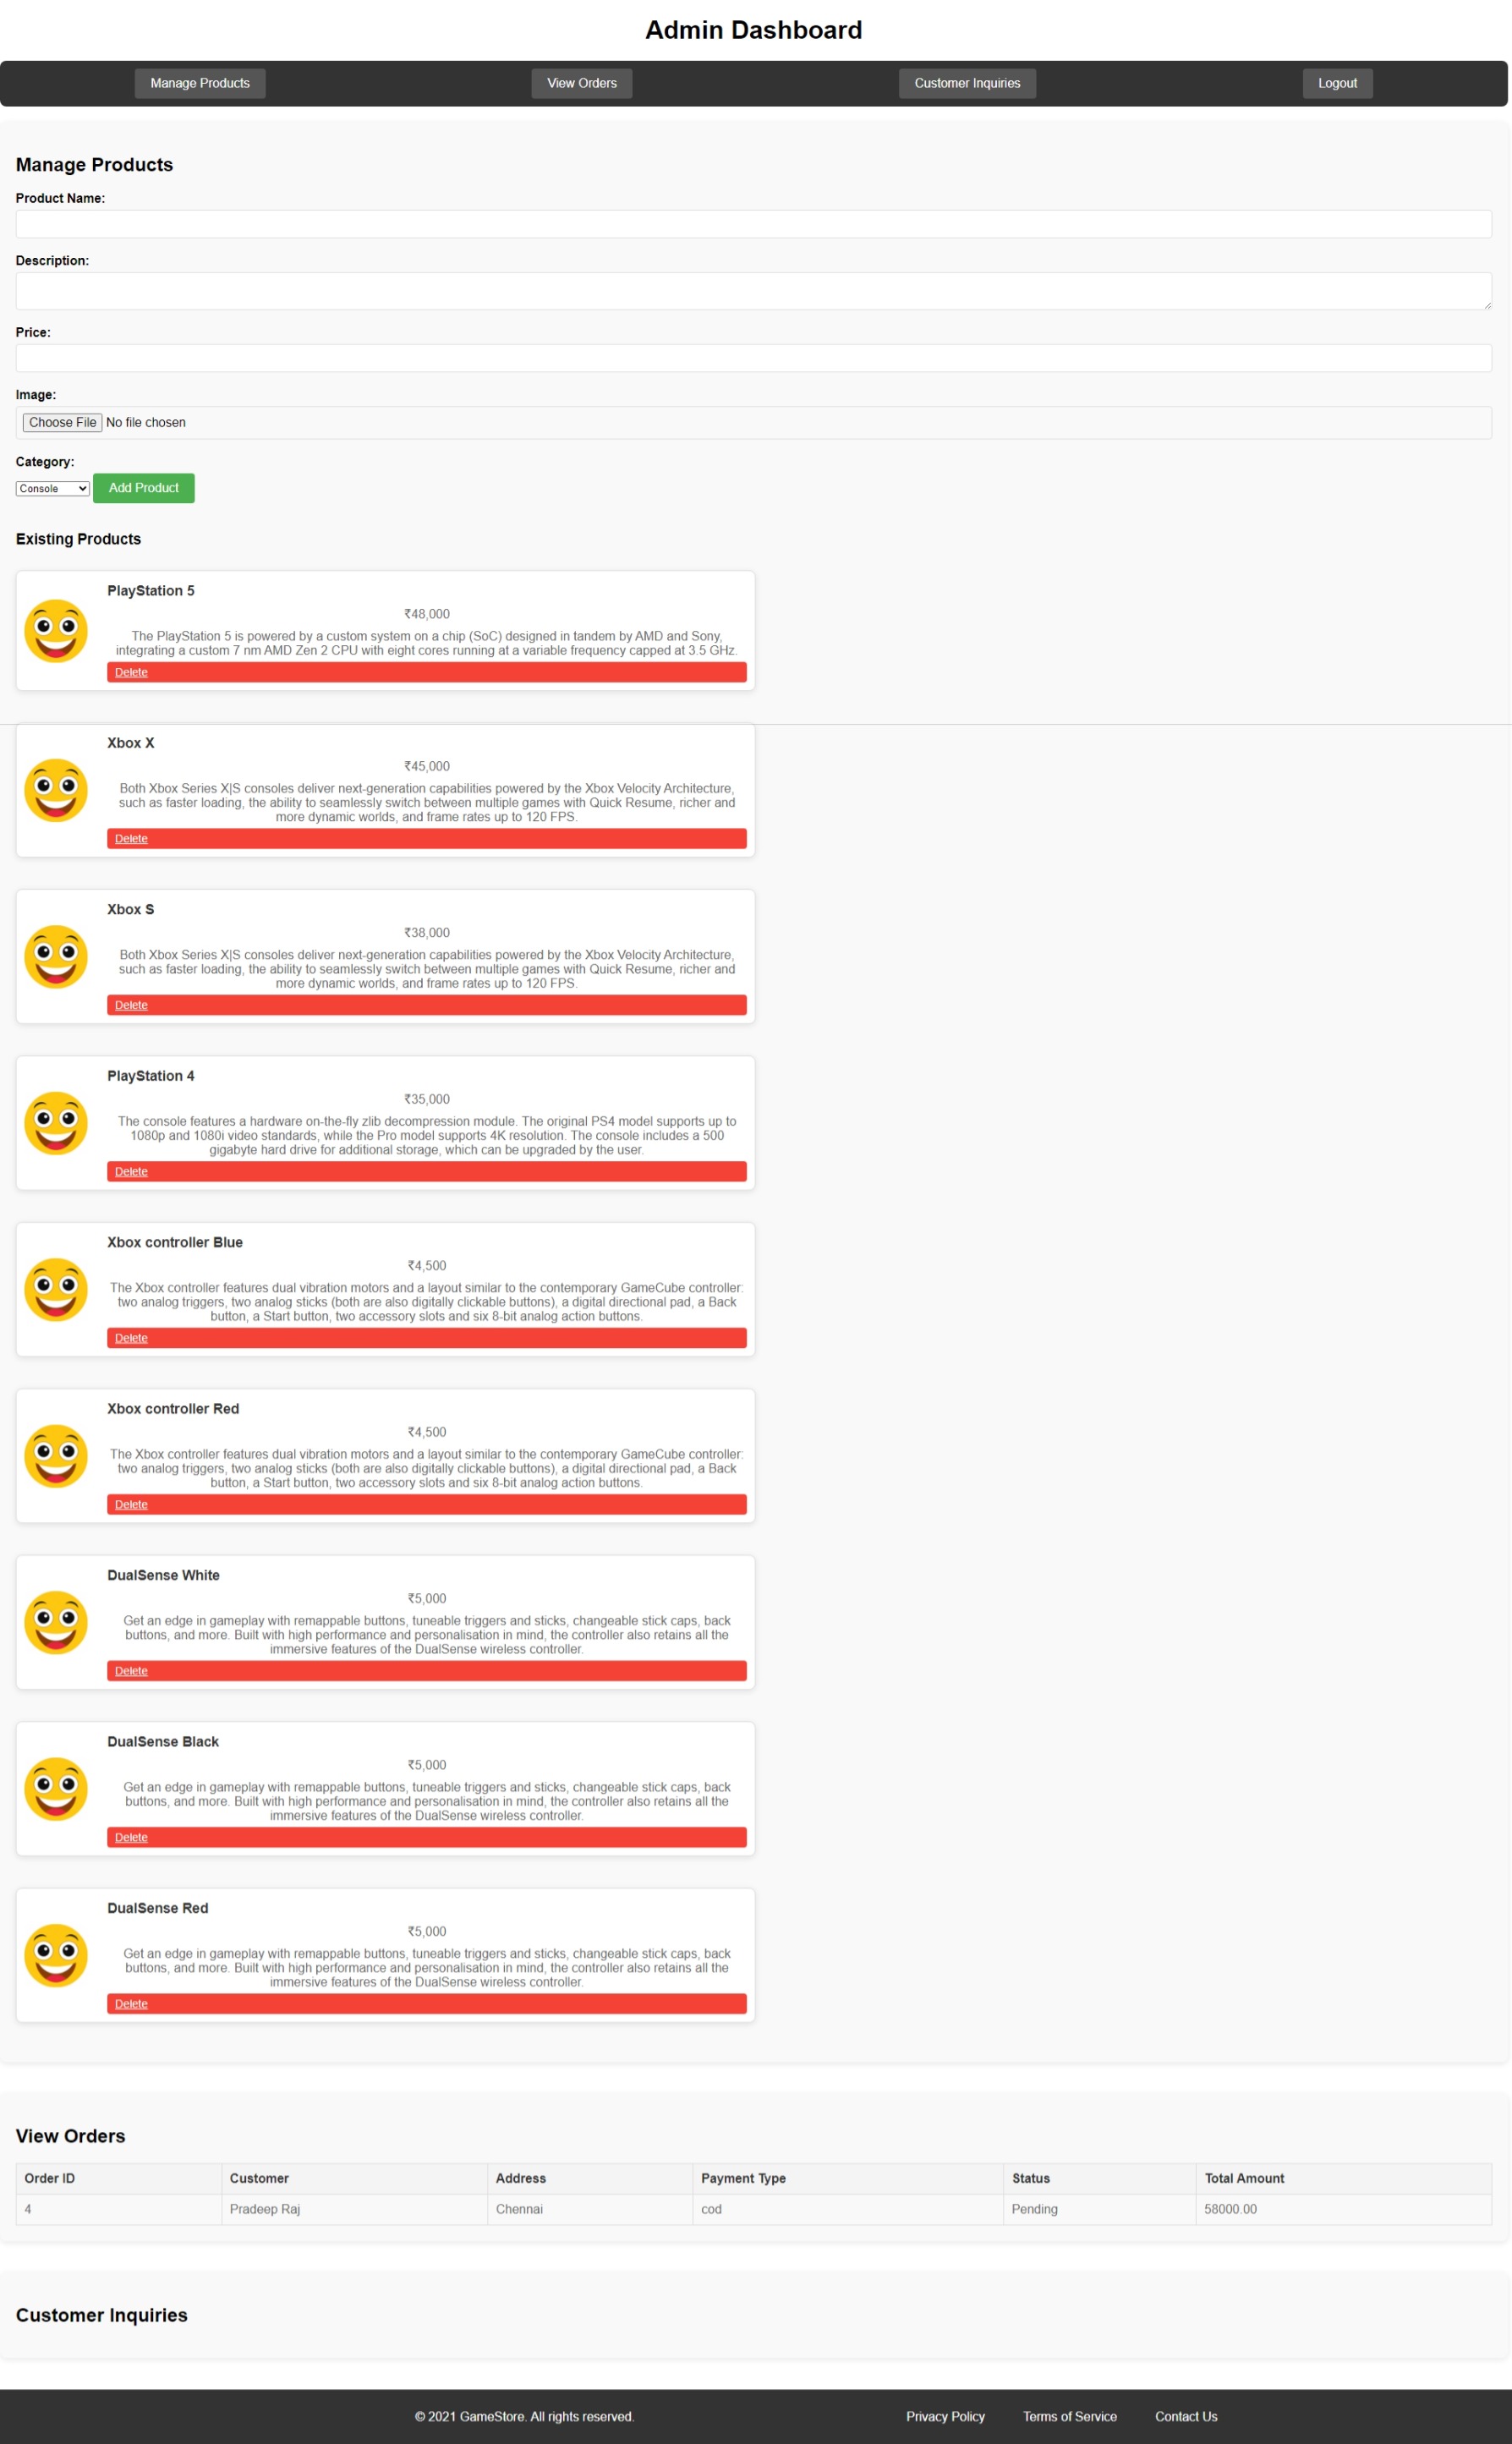 Admin Dashboard
Manage Products
View Orders
Customer Inquiries
Logout
Manage Products
Product Name:
Description:
Price:
Image:
Choose File No file chosen
Category:
Console Add Product
Existing Products
PlayStation 5
₹48,000
The PlayStation 5 is powered by a custom system on a chip (SoC) designed in tandem by AMD and Sony,
integrating a custom 7 nm AMD Zen 2 CPU with eight cores running at a variable frequency capped at 3.5 GHz.
Delete
Xbox X
₹45,000
Both Xbox Series X|S consoles deliver next-generation capabilities powered by the Xbox Velocity Architecture,
such as faster loading, the ability to seamlessly switch between multiple games with Quick Resume, richer and
more dynamic worlds, and frame rates up to 120 FPS.
Delete
Xbox S
₹38,000
Both Xbox Series X|S consoles deliver next-generation capabilities powered by the Xbox Velocity Architecture,
such as faster loading, the ability to seamlessly switch between multiple games with Quick Resume, richer and
more dynamic worlds, and frame rates up to 120 FPS.
Delete
PlayStation 4
₹35,000
The console features a hardware on-the-fly zlib decompression module. The original PS4 model supports up to
1080p and 1080i video standards, while the Pro model supports 4K resolution. The console includes a 500
gigabyte hard drive for additional storage, which can be upgraded by the user.
Delete
Xbox controller Blue
₹4,500
The Xbox controller features dual vibration motors and a layout similar to the contemporary GameCube controller:
two analog triggers, two analog sticks (both are also digitally clickable buttons), a digital directional pad, a Back
button, a Start button, two accessory slots and six 8-bit analog action buttons.
Delete
Xbox controller Red
₹4,500
The Xbox controller features dual vibration motors and a layout similar to the contemporary GameCube controller:
two analog triggers, two analog sticks (both are also digitally clickable buttons), a digital directional pad, a Back
button, a Start button, two accessory slots and six 8-bit analog action buttons.
Delete
DualSense White
₹5,000
Get an edge in gameplay with remappable buttons, tuneable triggers and sticks, changeable stick caps, back
buttons, and more. Built with high performance and personalisation in mind, the controller also retains all the
immersive features of the DualSense wireless controller.
Delete
DualSense Black
₹5,000
Get an edge in gameplay with remappable buttons, tuneable triggers and sticks, changeable stick caps, back
buttons, and more. Built with high performance and personalisation in mind, the controller also retains all the
immersive features of the DualSense wireless controller.
Delete
DualSense Red
₹5,000
Get an edge in gameplay with remappable buttons, tuneable triggers and sticks, changeable stick caps, back
buttons, and more. Built with high performance and personalisation in mind, the controller also retains all the
immersive features of the DualSense wireless controller.
Delete
View Orders
Order ID Customer Address Payment Type Status Total Amount
4 Pradeep Raj Chennai cod Pending 58000.00
Customer Inquiries
© 2021 GameStore. All rights reserved. Privacy Policy Terms of Service Contact Us